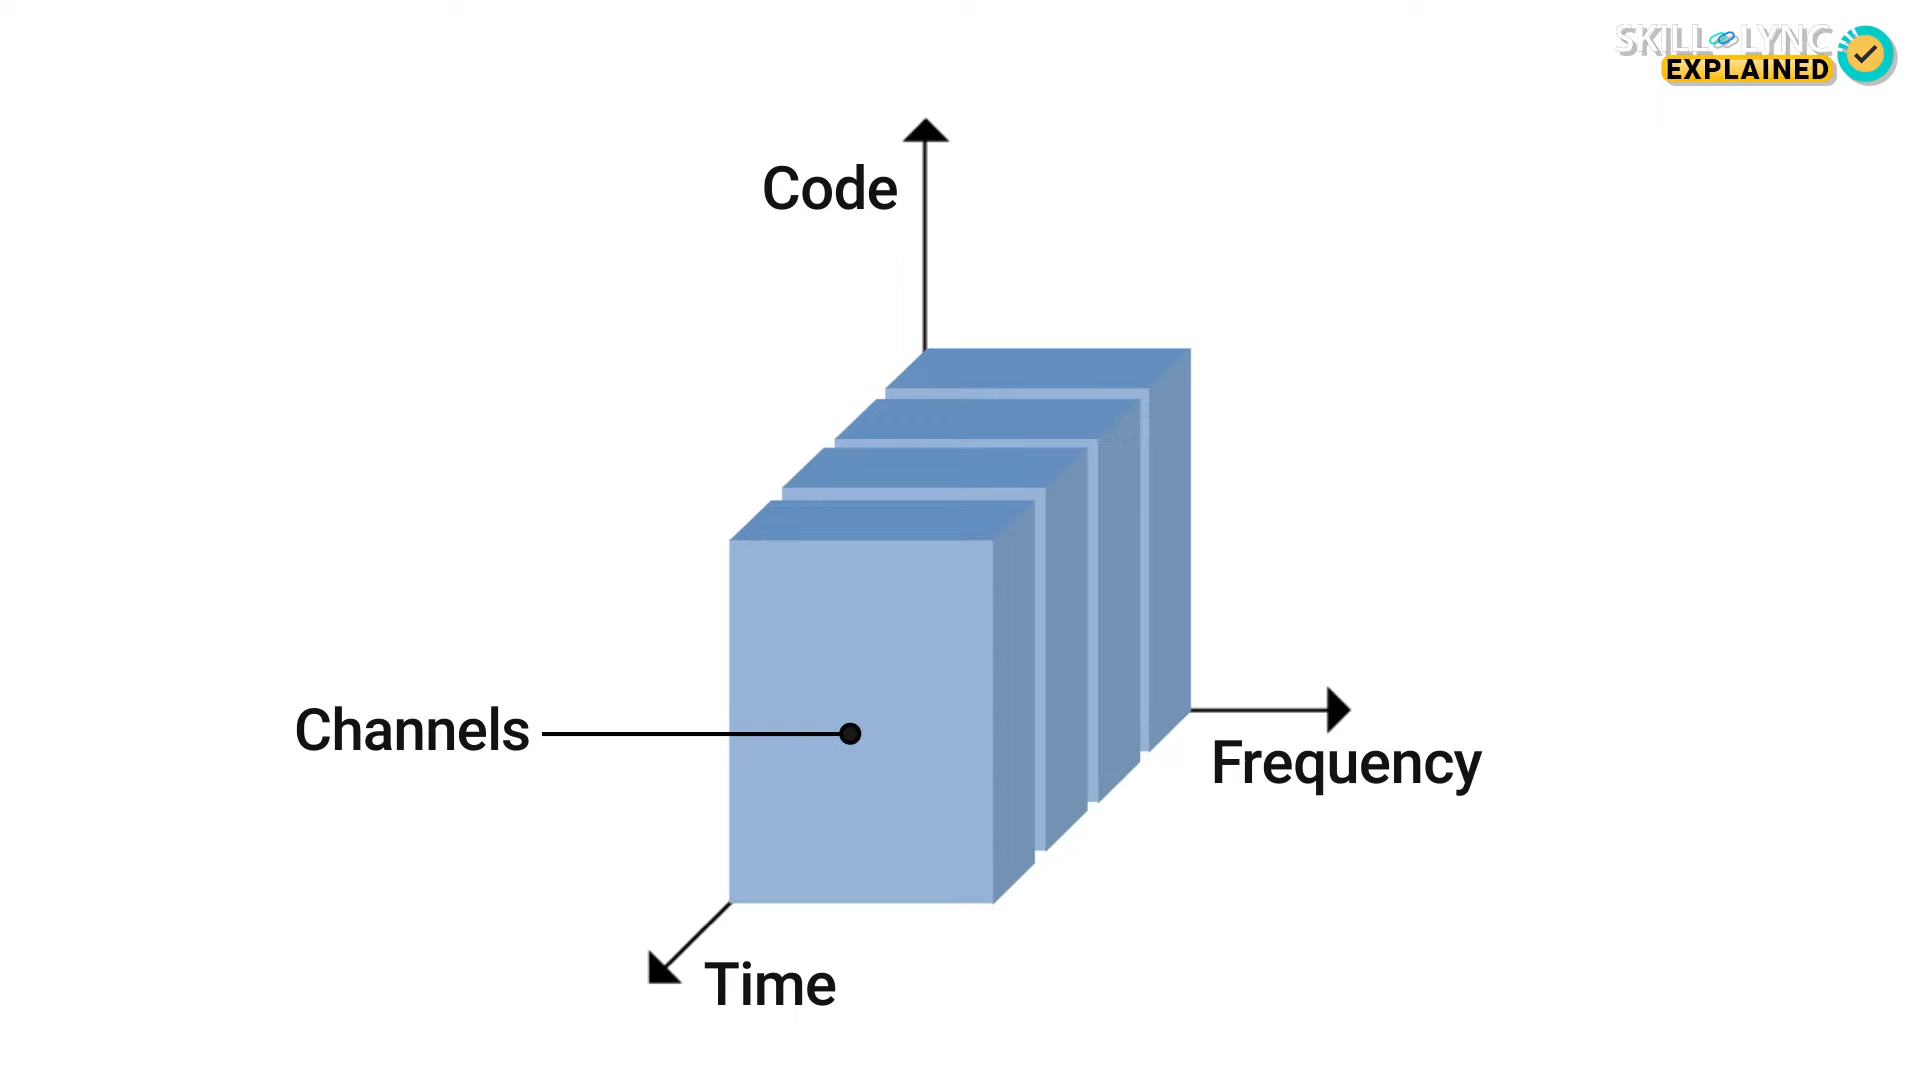 SKILL LYNC
EXPLAINED
Code
Channels
Frequency
Time